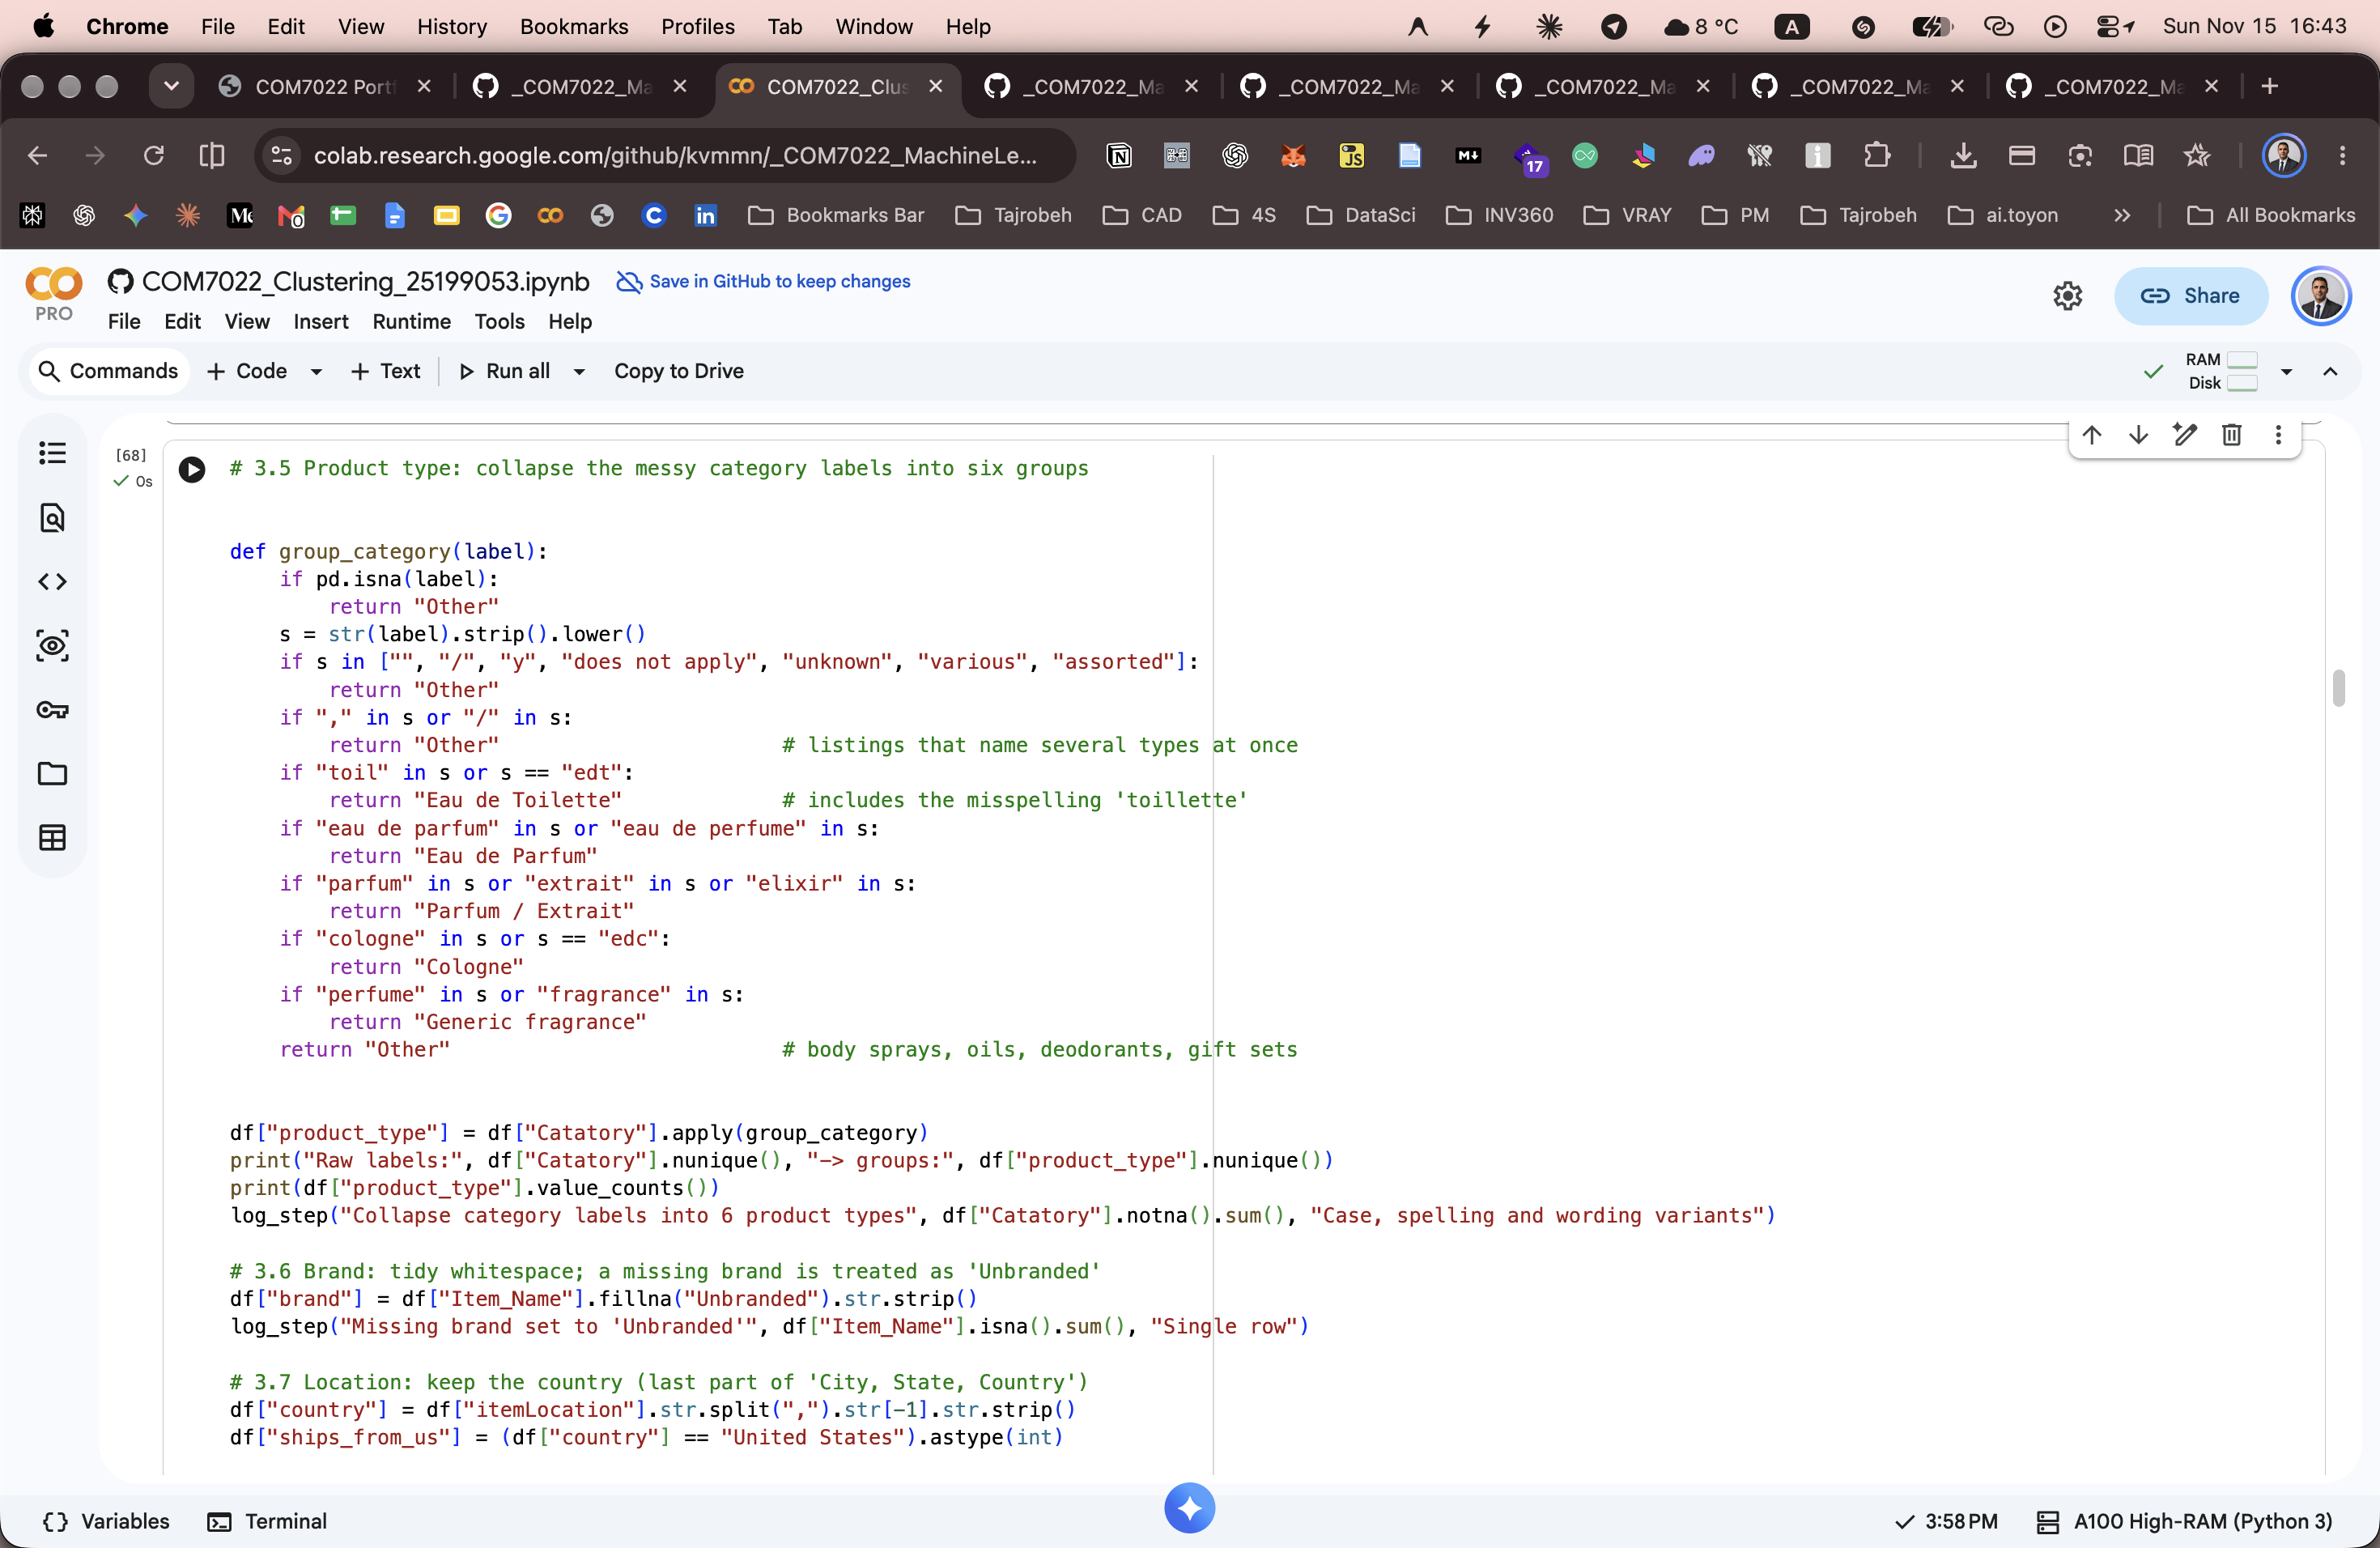 Chrome File Edit View History Bookmarks Profiles Tab Window Help 8 °C A Sun Nov 15 16:43
COM7022 Portf _COM7022_Ma COM7022_Clus _COM7022_Ma _COM7022_Ma _COM7022_Ma _COM7022_Ma _COM7022_Ma
colab.research.google.com/github/kvmmn/_COM7022_MachineLe... JS M↓ 17
Bookmarks Bar Tajrobeh CAD 4S DataSci INV360 VRAY PM Tajrobeh ai.toyon All Bookmarks
PRO
COM7022_Clustering_25199053.ipynb Save in GitHub to keep changes Share
File Edit View Insert Runtime Tools Help
Commands + Code + Text Run all Copy to Drive RAM
Disk
[68]
0s
# 3.5 Product type: collapse the messy category labels into six groups
def group_category(label):
    if pd.isna(label):
        return "Other"
    s = str(label).strip().lower()
    if s in ["", "/", "y", "does not apply", "unknown", "various", "assorted"]:
        return "Other"
    if "," in s or "/" in s:
        return "Other"                       # listings that name several types at once
    if "toil" in s or s == "edt":
        return "Eau de Toilette"             # includes the misspelling 'toillette'
    if "eau de parfum" in s or "eau de perfume" in s:
        return "Eau de Parfum"
    if "parfum" in s or "extrait" in s or "elixir" in s:
        return "Parfum / Extrait"
    if "cologne" in s or s == "edc":
        return "Cologne"
    if "perfume" in s or "fragrance" in s:
        return "Generic fragrance"
    return "Other"                           # body sprays, oils, deodorants, gift sets
df["product_type"] = df["Catatory"].apply(group_category)
print("Raw labels:", df["Catatory"].nunique(), "-> groups:", df["product_type"].nunique())
print(df["product_type"].value_counts())
log_step("Collapse category labels into 6 product types", df["Catatory"].notna().sum(), "Case, spelling and wording variants")
# 3.6 Brand: tidy whitespace; a missing brand is treated as 'Unbranded'
df["brand"] = df["Item_Name"].fillna("Unbranded").str.strip()
log_step("Missing brand set to 'Unbranded'", df["Item_Name"].isna().sum(), "Single row")
# 3.7 Location: keep the country (last part of 'City, State, Country')
df["country"] = df["itemLocation"].str.split(",").str[-1].str.strip()
df["ships_from_us"] = (df["country"] == "United States").astype(int)
Variables Terminal 3:58 PM A100 High-RAM (Python 3)